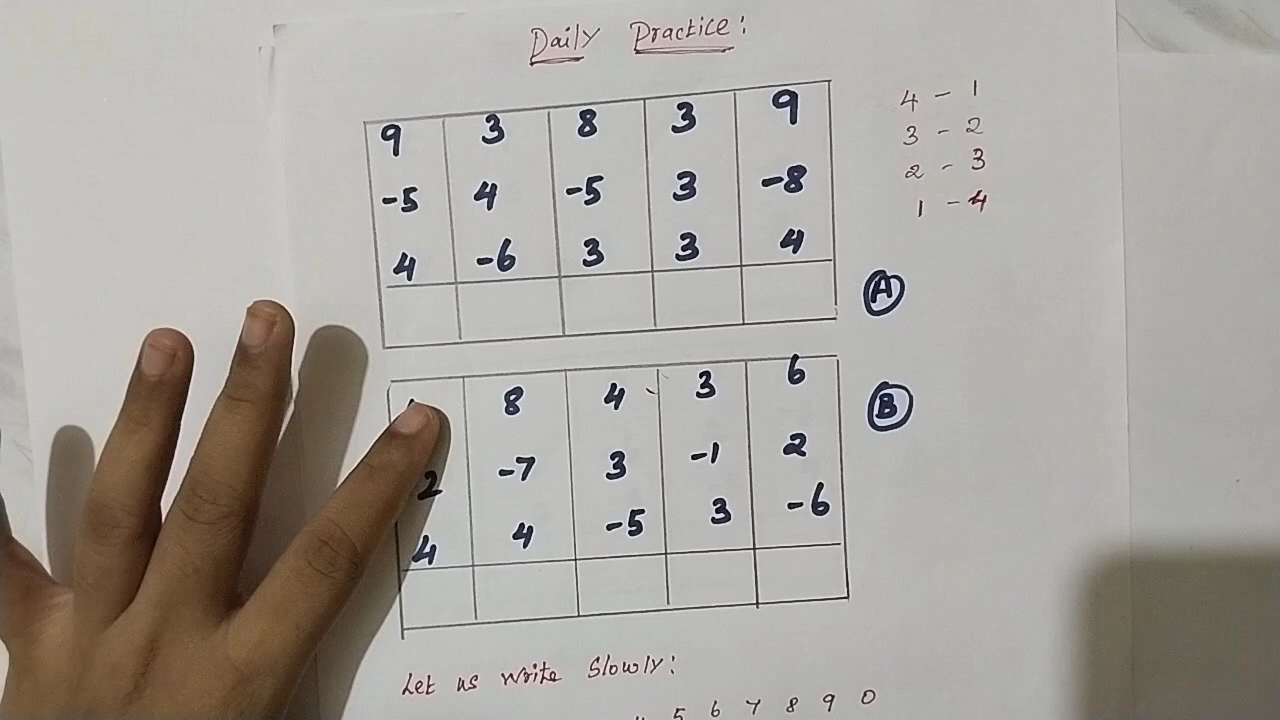 Daily Practice:
9 3 8 3 9
-5 4 -5 3 -8
4 -6 3 3 4
4 - 1
3 - 2
2 - 3
1 - 4
A
8 4 3 6
2 -7 3 -1 2
4 4 -5 3 -6
B
Let us write slowly:
5 6 7 8 9 0